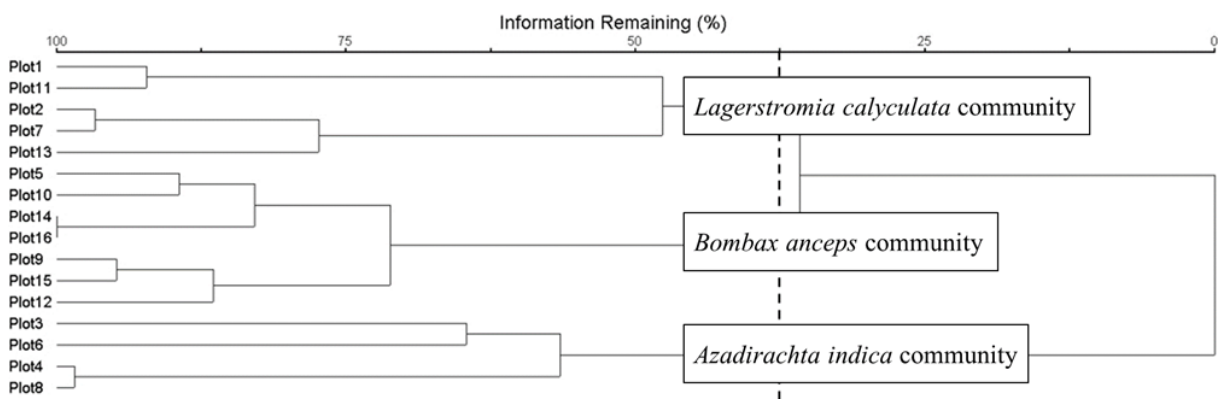 Information Remaining (%)
100 75 50 25 0
Plot1
Plot11
Plot2
Plot7
Plot13
Plot5
Plot10
Plot14
Plot16
Plot9
Plot15
Plot12
Plot3
Plot6
Plot4
Plot8
Lagerstromia calyculata community
Bombax anceps community
Azadirachta indica community